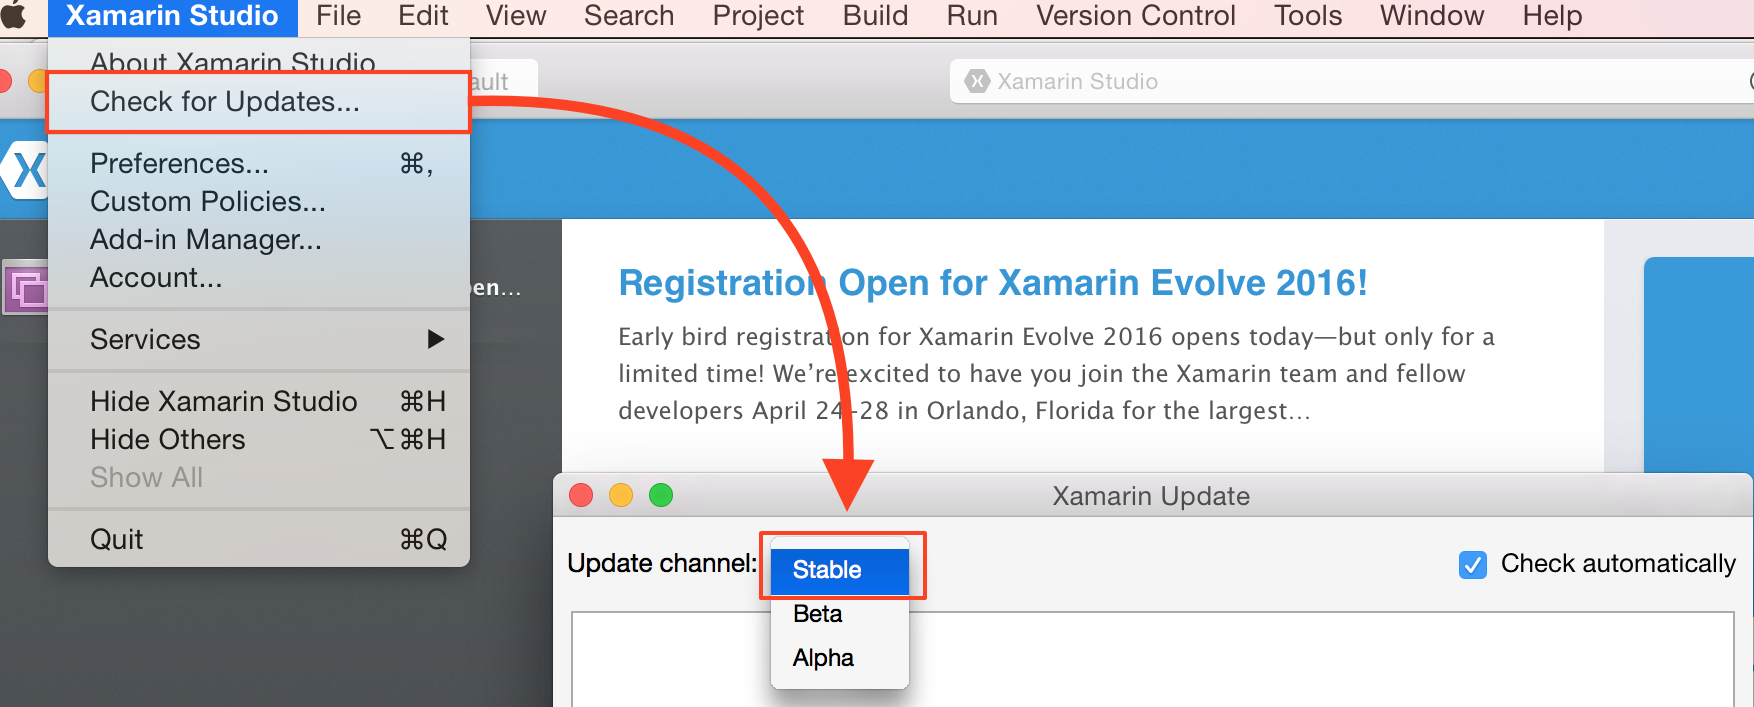 Xamarin Studio File Edit View Search Project Build Run Version Control Tools Window Help
About Xamarin Studio
Check for Updates...
ault
Xamarin Studio
Preferences... ⌘,
Custom Policies...
Add-in Manager...
Account...
pen...
Services ▶
Hide Xamarin Studio ⌘H
Hide Others ⌥⌘H
Show All
Quit ⌘Q
Registration Open for Xamarin Evolve 2016!
Early bird registration for Xamarin Evolve 2016 opens today—but only for a
limited time! We're excited to have you join the Xamarin team and fellow
developers April 24-28 in Orlando, Florida for the largest...
Xamarin Update
Update channel: Stable
Check automatically
Beta
Alpha